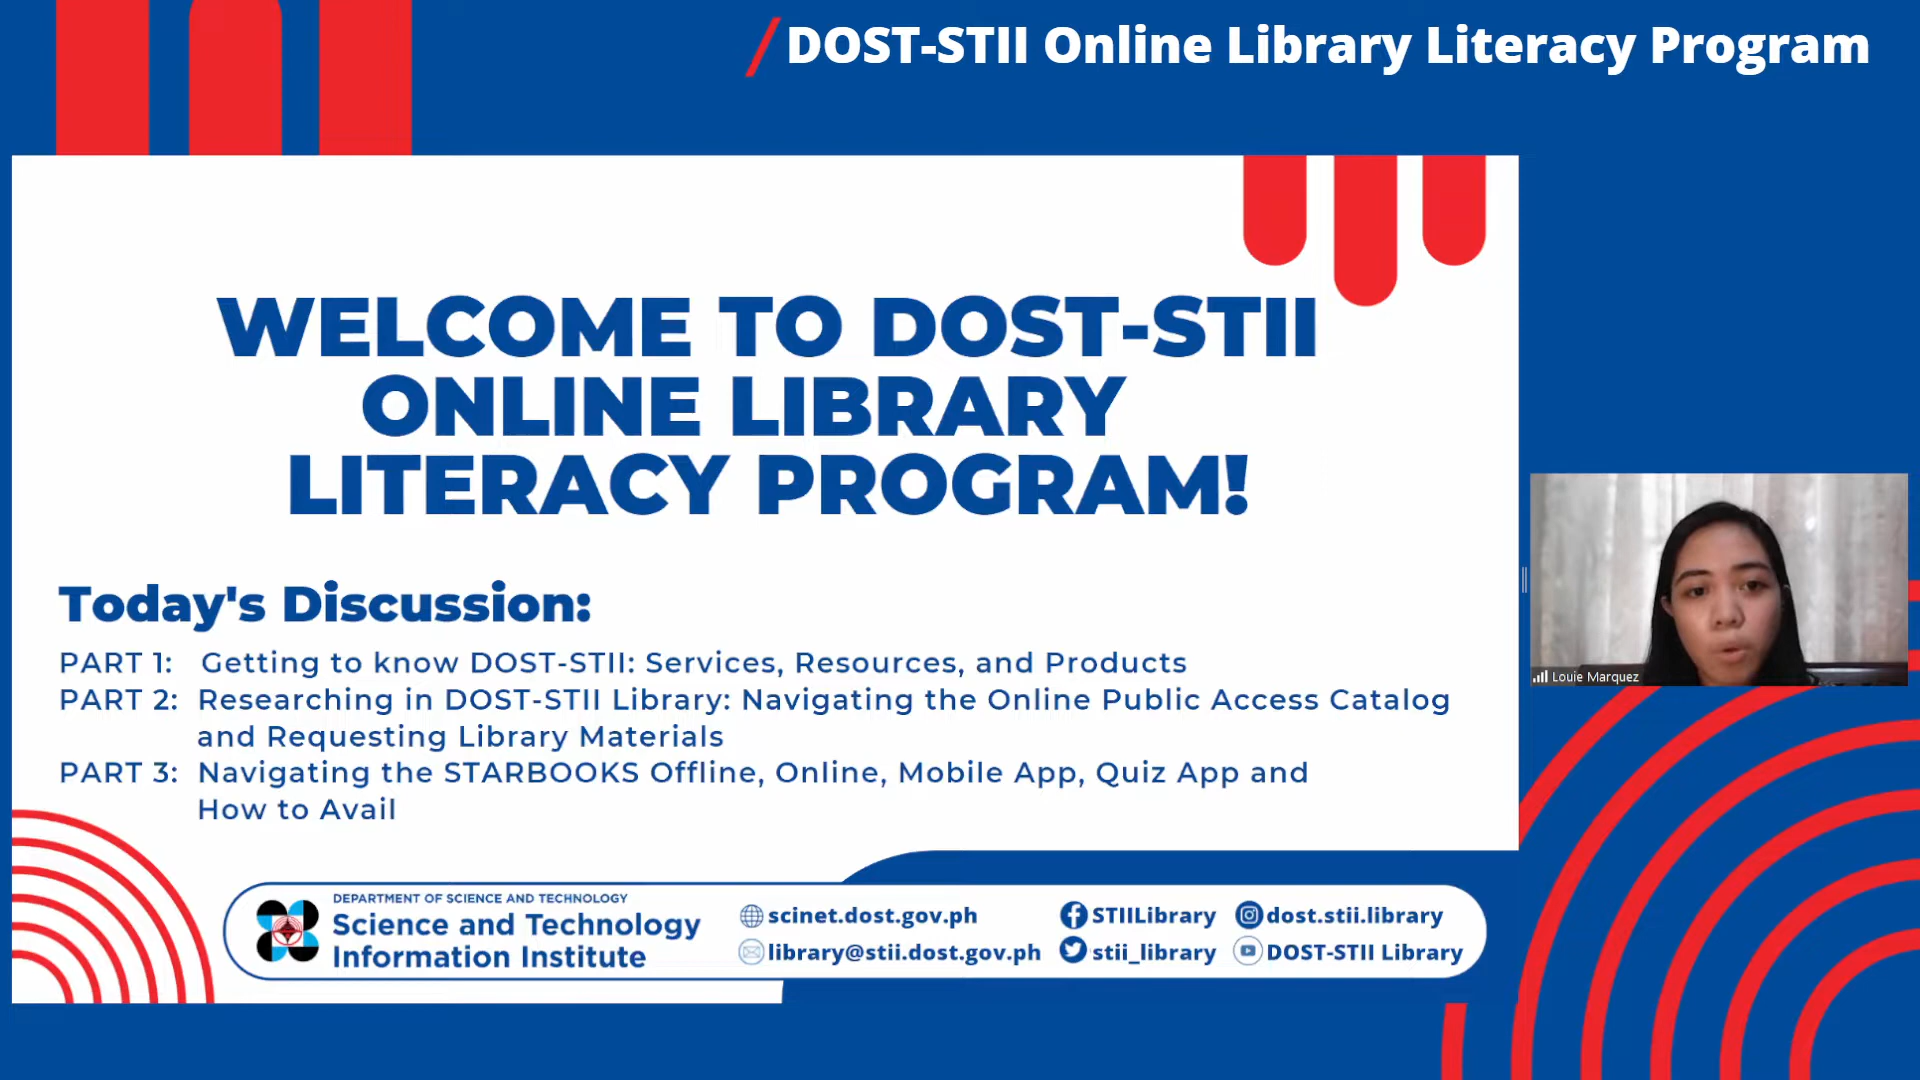 DOST-STII Online Library Literacy Program
WELCOME TO DOST-STII
ONLINE LIBRARY
LITERACY PROGRAM!
Today's Discussion:
PART 1: Getting to know DOST-STII: Services, Resources, and Products
PART 2: Researching in DOST-STII Library: Navigating the Online Public Access Catalog
and Requesting Library Materials
PART 3: Navigating the STARBOOKS Offline, Online, Mobile App, Quiz App and
How to Avail
DEPARTMENT OF SCIENCE AND TECHNOLOGY
Science and Technology
Information Institute
scinet.dost.gov.ph
library@stii.dost.gov.ph
STIILibrary
stii_library
dost.stii.library
DOST-STII Library
Louie Marquez